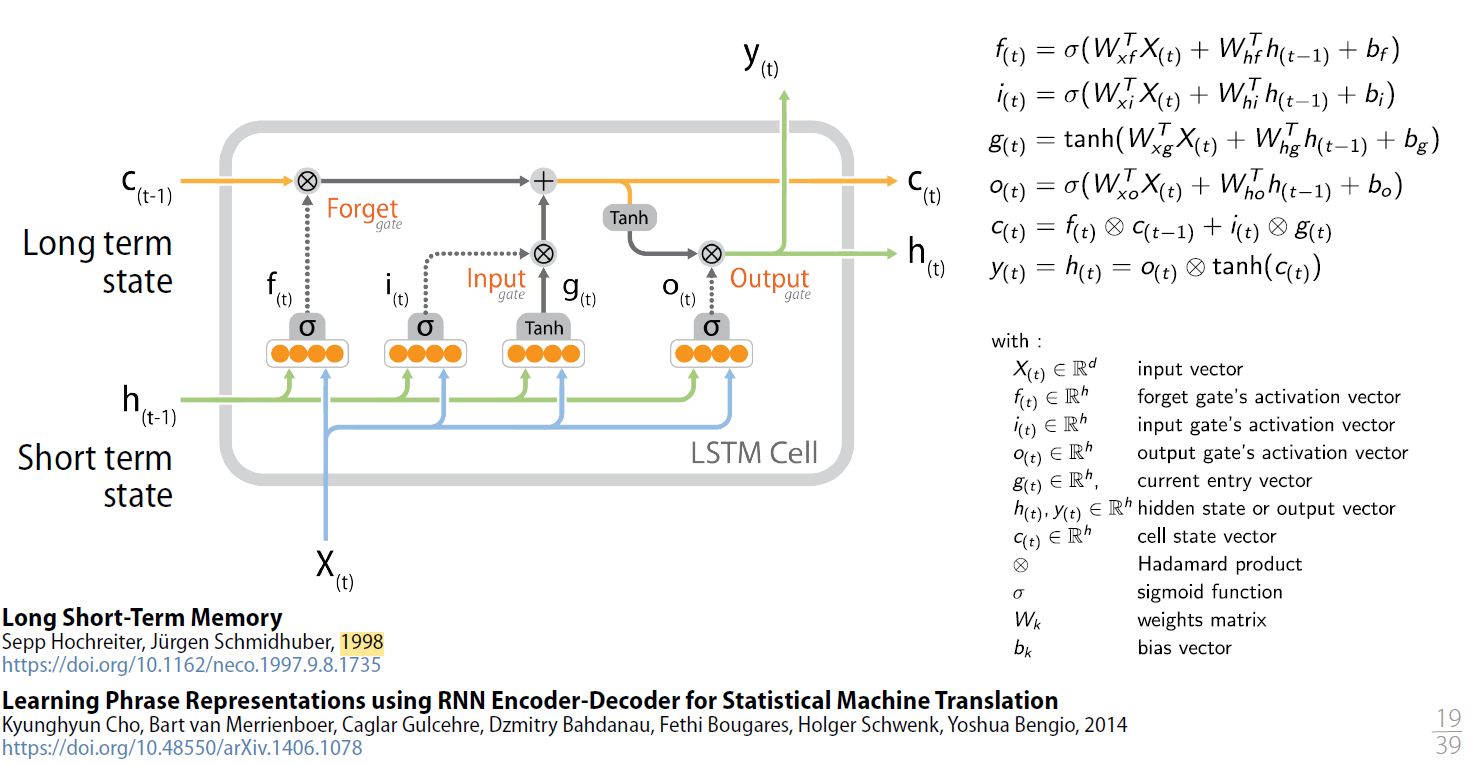 y(t)
c(t-1)
Forget
gate
Tanh
c(t)
Long term
state
h(t)
f(t)
i(t)
Input
gate
g(t)
o(t)
Output
gate
σ
σ
Tanh
σ
h(t-1)
Short term
state
LSTM Cell
X(t)
f(t) = σ(W_xf^T X(t) + W_hf^T h(t−1) + b_f)
i(t) = σ(W_xi^T X(t) + W_hi^T h(t−1) + b_i)
g(t) = tanh(W_xg^T X(t) + W_hg^T h(t−1) + b_g)
o(t) = σ(W_xo^T X(t) + W_ho^T h(t−1) + b_o)
c(t) = f(t) ⊗ c(t−1) + i(t) ⊗ g(t)
y(t) = h(t) = o(t) ⊗ tanh(c(t))
with :
X(t) ∈ ℝ^d input vector
f(t) ∈ ℝ^h forget gate's activation vector
i(t) ∈ ℝ^h input gate's activation vector
o(t) ∈ ℝ^h output gate's activation vector
g(t) ∈ ℝ^h, current entry vector
h(t), y(t) ∈ ℝ^h hidden state or output vector
c(t) ∈ ℝ^h cell state vector
⊗ Hadamard product
σ sigmoid function
W_k weights matrix
b_k bias vector
Long Short-Term Memory
Sepp Hochreiter, Jürgen Schmidhuber, 1998
https://doi.org/10.1162/neco.1997.9.8.1735
Learning Phrase Representations using RNN Encoder-Decoder for Statistical Machine Translation
Kyunghyun Cho, Bart van Merrienboer, Caglar Gulcehre, Dzmitry Bahdanau, Fethi Bougares, Holger Schwenk, Yoshua Bengio, 2014
https://doi.org/10.48550/arXiv.1406.1078
19
39